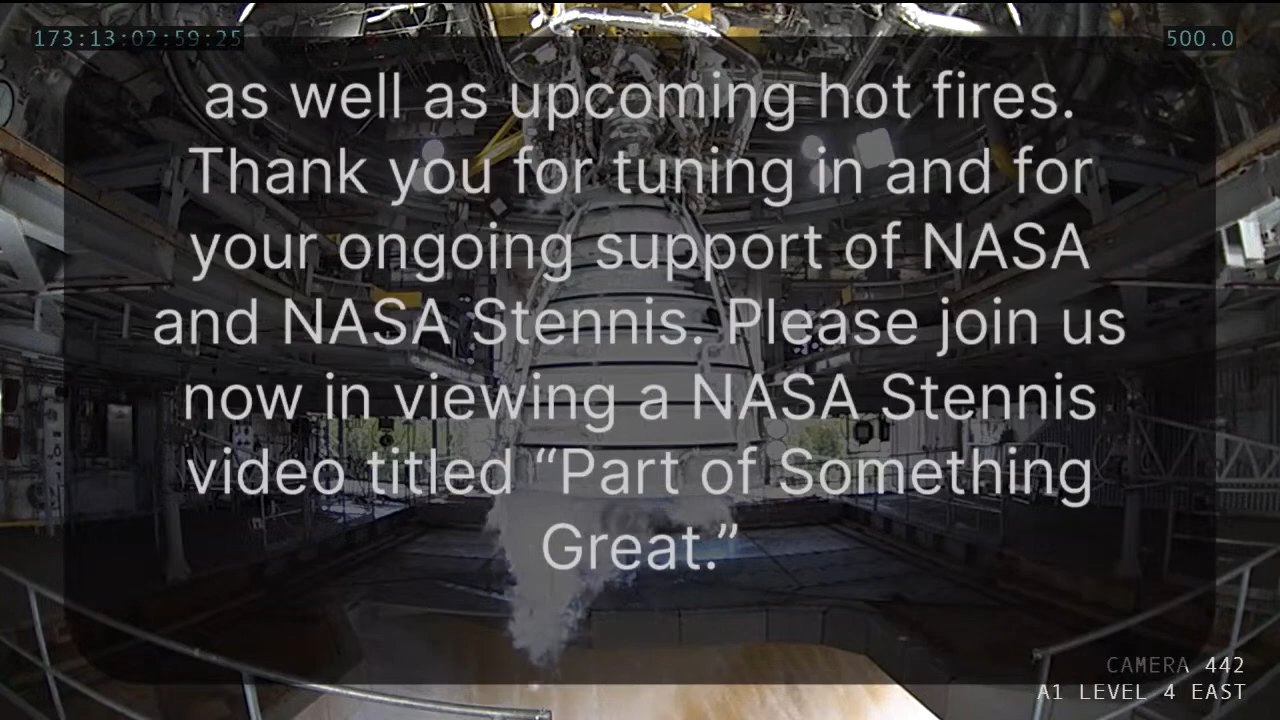 173:13:02:59:25
500.0
as well as upcoming hot fires.
Thank you for tuning in and for
your ongoing support of NASA
and NASA Stennis. Please join us
now in viewing a NASA Stennis
video titled “Part of Something
Great.”
CAMERA 442
A1 LEVEL 4 EAST